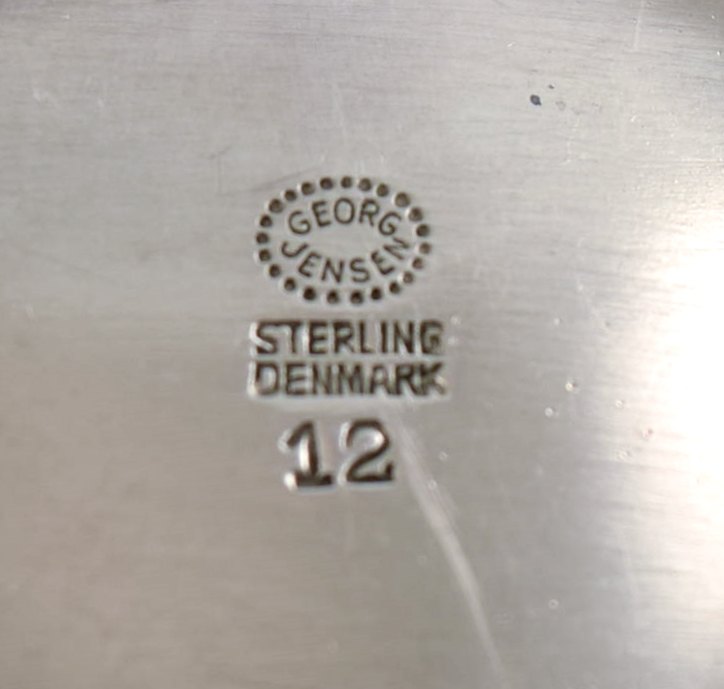 GEORG
JENSEN
STERLING
DENMARK
12